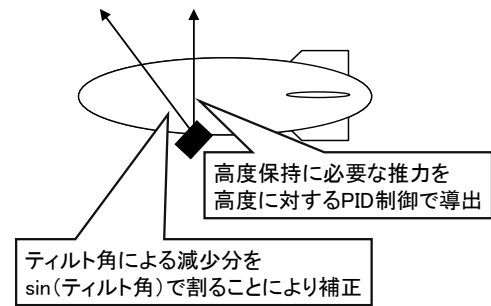 高度保持に必要な推力を
高度に対するPID制御で導出
ティルト角による減少分を
sin(ティルト角)で割ることにより補正